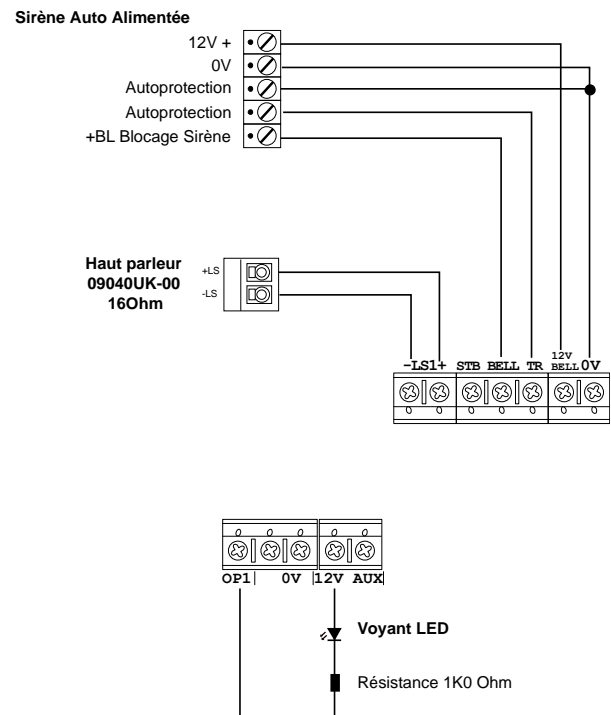 Sirène Auto Alimentée
12V +
0V
Autoprotection
Autoprotection
+BL Blocage Sirène
Haut parleur
09040UK-00
16Ohm
+LS
-LS
-LS1+ STB BELL TR 12V BELL 0V
OP1 0V 12V AUX
Voyant LED
Résistance 1K0 Ohm